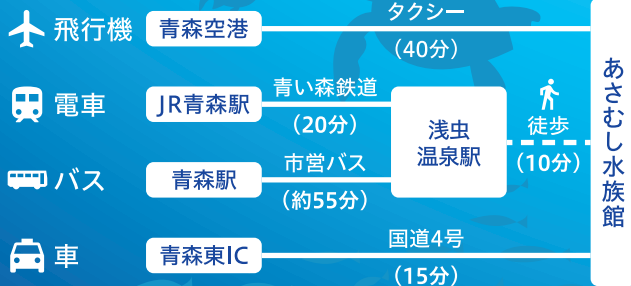 飛行機 青森空港 タクシー
(40分)
電車 JR青森駅 青い森鉄道
(20分)
浅虫
温泉駅
徒歩
(10分)
バス 青森駅 市営バス
(約55分)
車 青森東IC 国道4号
(15分)
あさむし水族館